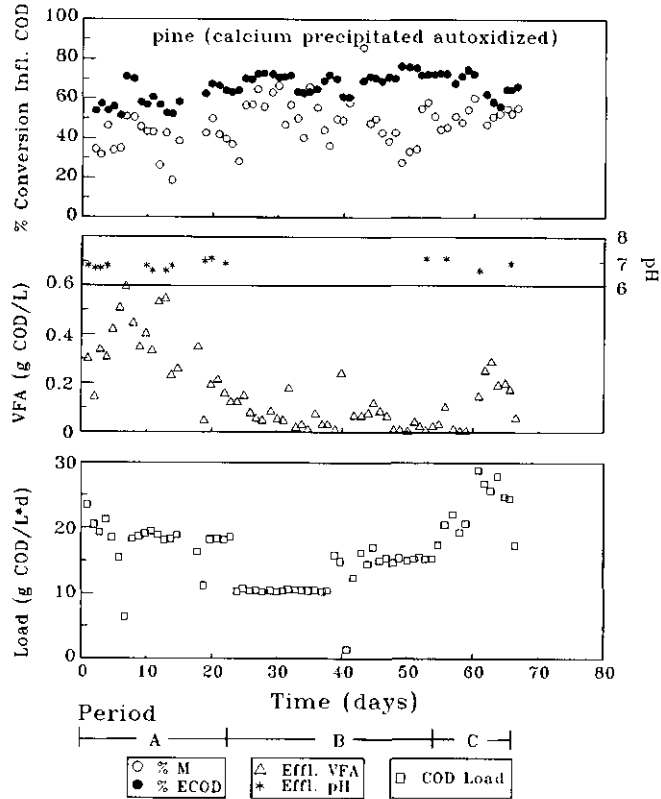 pine (calcium precipitated autoxidized)
% Conversion Infl. COD
100
80
60
40
20
0
VFA (g COD/L)
0.6
0.4
0.2
0
pH
8
7
6
Load (g COD/L*d)
30
20
10
0
0 10 20 30 40 50 60 70 80
Time (days)
Period
A B C
% M
% ECOD
Effl. VFA
Effl. pH
COD Load